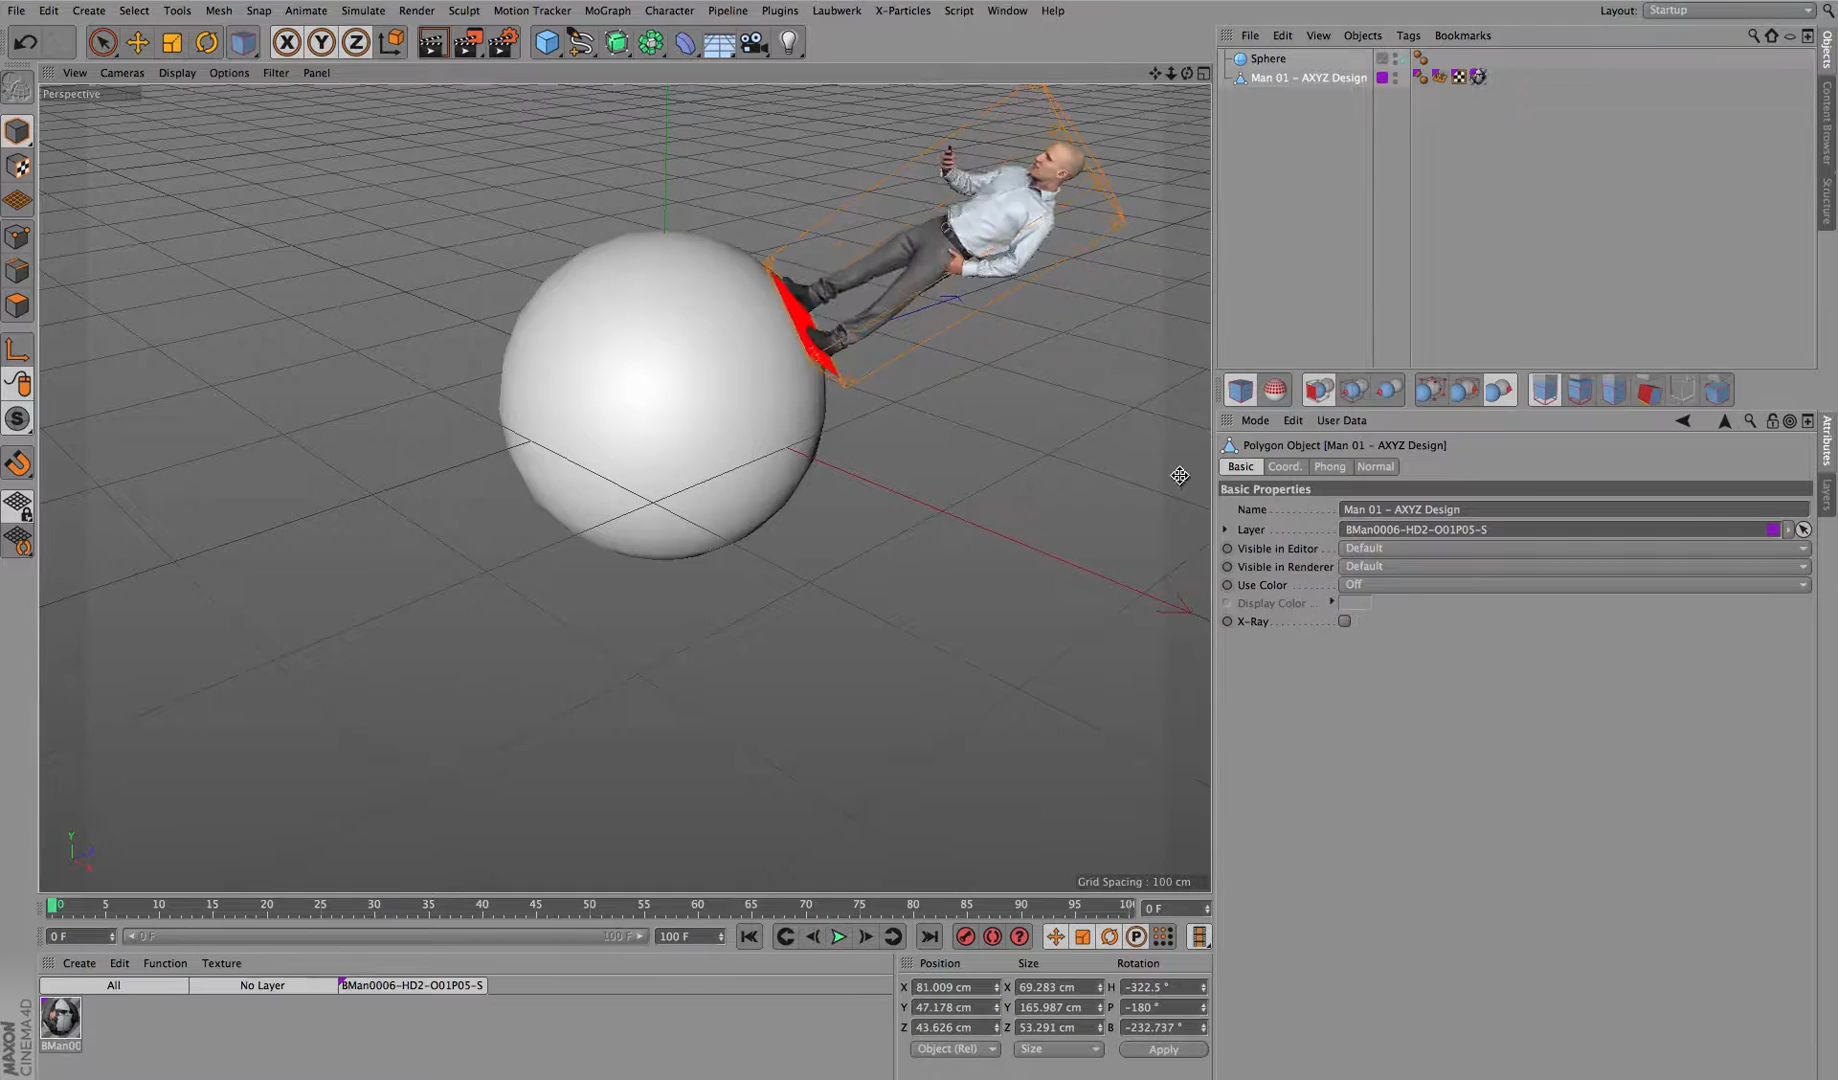 File Edit Create Select Tools Mesh Snap Animate Simulate Render Sculpt Motion Tracker MoGraph Character Pipeline Plugins Laubwerk X-Particles Script Window Help Layout: Startup
X Y Z
File Edit View Objects Tags Bookmarks
View Cameras Display Options Filter Panel
Perspective
Sphere
Man 01 - AXYZ Design
Objects
Content Browser
Structure
S
Mode Edit User Data
Polygon Object [Man 01 - AXYZ Design]
Basic Coord. Phong Normal
Basic Properties
Name Man 01 - AXYZ Design
Layer BMan0006-HD2-O01P05-S
Visible in Editor Default
Visible in Renderer Default
Use Color Off
Display Color
X-Ray
Attributes
Layers
Y
Z
X
Grid Spacing : 100 cm
0 5 10 15 20 25 30 35 40 45 50 55 60 65 70 75 80 85 90 95 10 0 F
0 F 0 F 100 F 100 F P
Create Edit Function Texture
All No Layer BMan0006-HD2-O01P05-S
BMan00
Position Size Rotation
X 81.009 cm X 69.283 cm H -322.5 °
Y 47.178 cm Y 165.987 cm P -180 °
Z 43.626 cm Z 53.291 cm B -232.737 °
Object (Rel) Size Apply
MAXON
CINEMA 4D